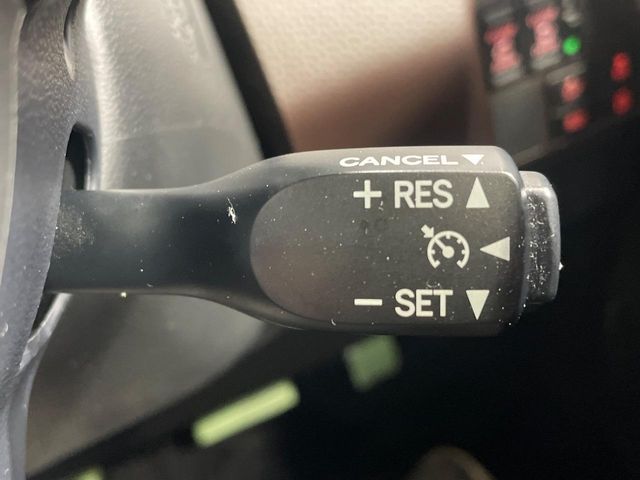 CANCEL▼
+ RES ▲
◀
− SET ▼